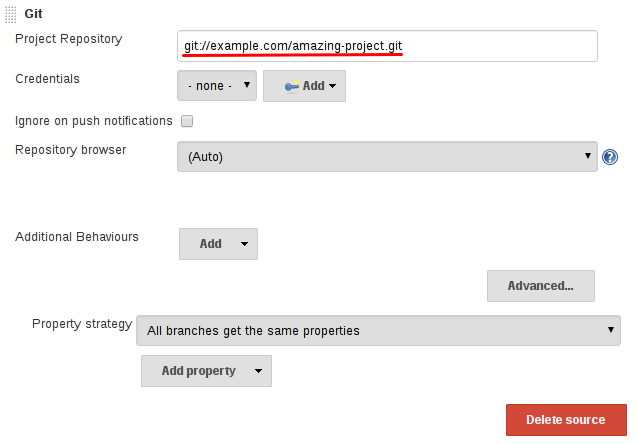 Git
Project Repository
git://example.com/amazing-project.git
Credentials
- none -
Add
Ignore on push notifications
Repository browser
(Auto)
?
Additional Behaviours
Add
Advanced...
Property strategy
All branches get the same properties
Add property
Delete source